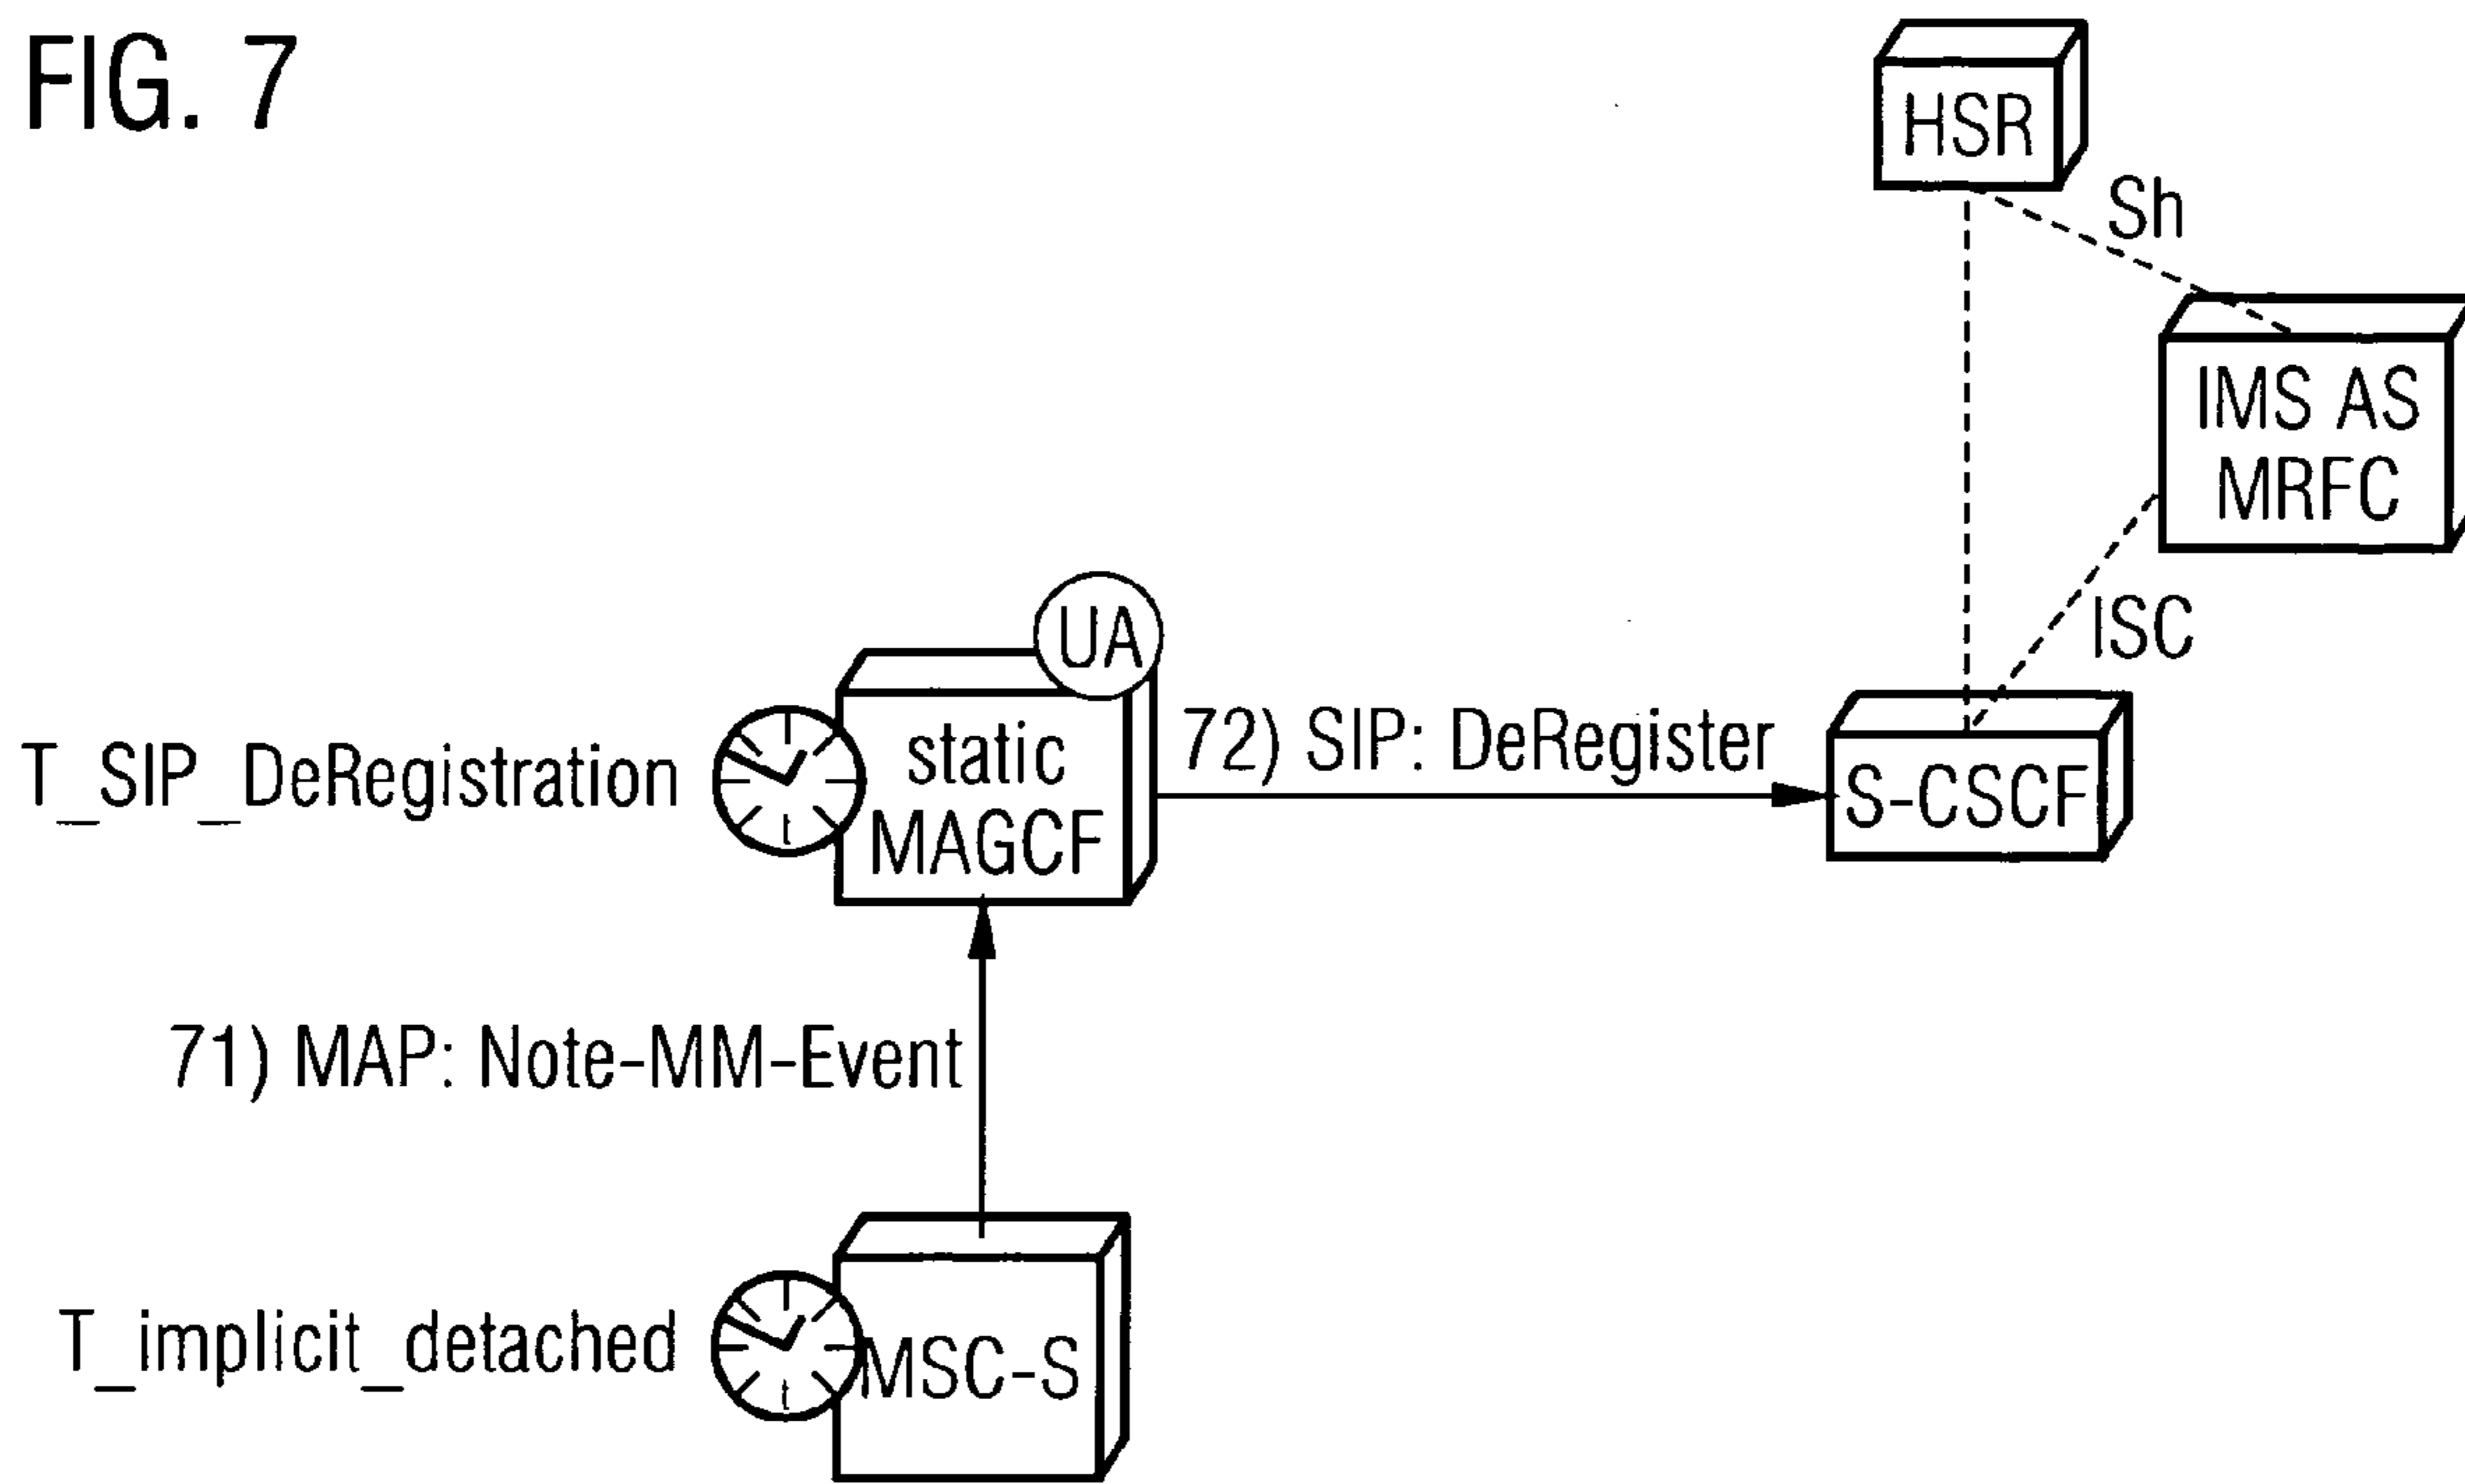 FIG. 7
HSR
Sh
IMS AS
MRFC
UA
ISC
static
MAGCF
72) SIP: DeRegister
S-CSCF
T_SIP_DeRegistration
t
71) MAP: Note-MM-Event
T_implicit_detached
t
MSC-S